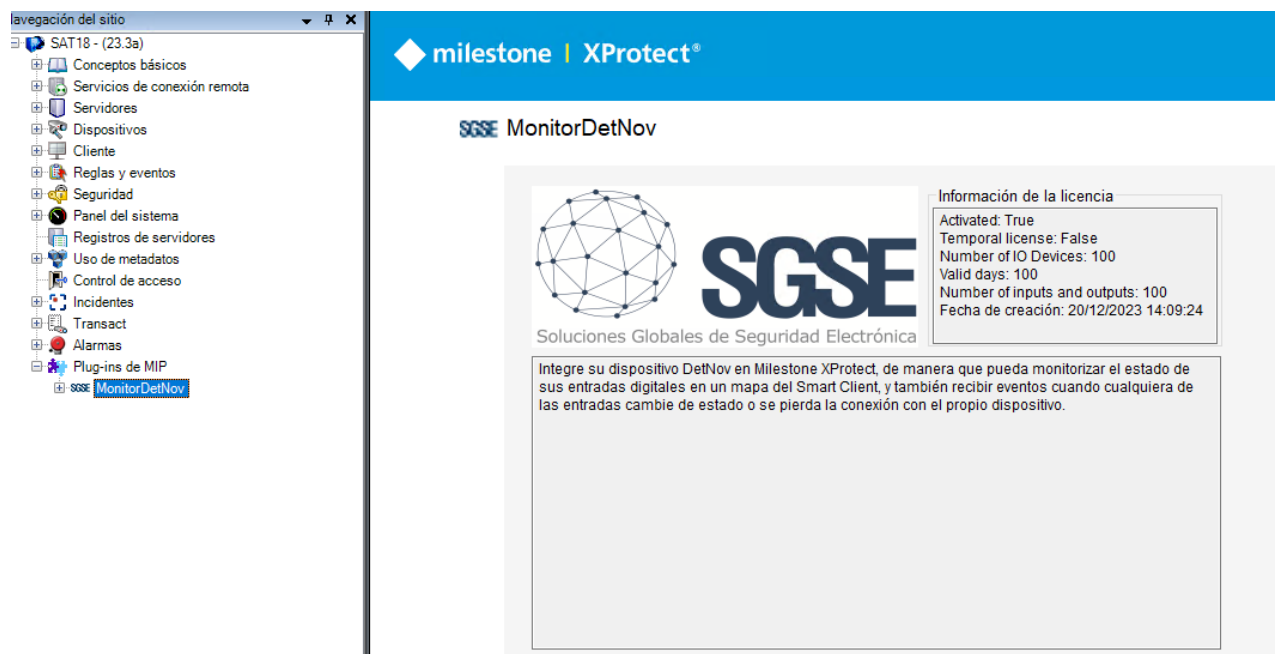 avegación del sitio
SAT18 - (23.3a)
Conceptos básicos
Servicios de conexión remota
Servidores
Dispositivos
Cliente
Reglas y eventos
Seguridad
Panel del sistema
Registros de servidores
Uso de metadatos
Control de acceso
Incidentes
Transact
Alarmas
Plug-ins de MIP
SGSE MonitorDetNov
milestone | XProtect®
SGSE MonitorDetNov
SGSE
Soluciones Globales de Seguridad Electrónica
Información de la licencia
Activated: True
Temporal license: False
Number of IO Devices: 100
Valid days: 100
Number of inputs and outputs: 100
Fecha de creación: 20/12/2023 14:09:24
Integre su dispositivo DetNov en Milestone XProtect, de manera que pueda monitorizar el estado de
sus entradas digitales en un mapa del Smart Client, y también recibir eventos cuando cualquiera de
las entradas cambie de estado o se pierda la conexión con el propio dispositivo.